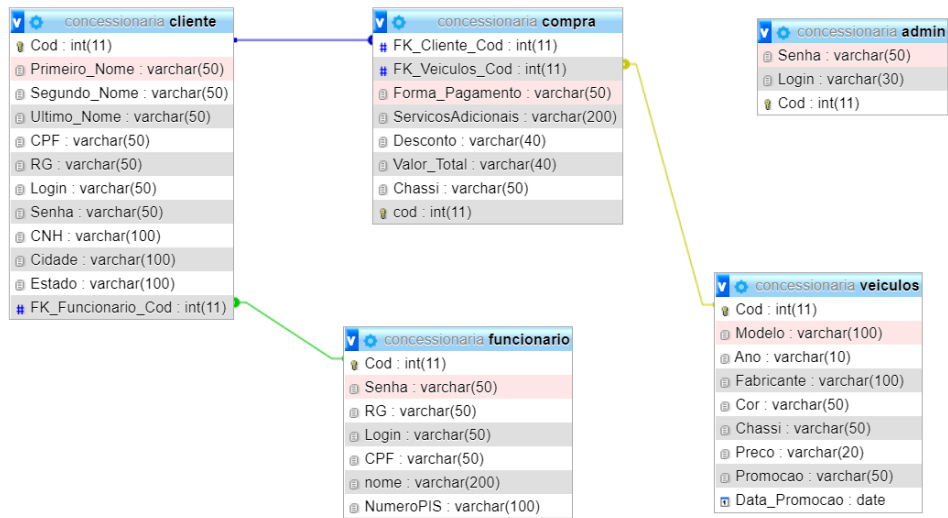 concessionaria cliente
Cod : int(11)
Primeiro_Nome : varchar(50)
Segundo_Nome : varchar(50)
Ultimo_Nome : varchar(50)
CPF : varchar(50)
RG : varchar(50)
Login : varchar(50)
Senha : varchar(50)
CNH : varchar(100)
Cidade : varchar(100)
Estado : varchar(100)
# FK_Funcionario_Cod : int(11)
concessionaria compra
# FK_Cliente_Cod : int(11)
# FK_Veiculos_Cod : int(11)
Forma_Pagamento : varchar(50)
ServicosAdicionais : varchar(200)
Desconto : varchar(40)
Valor_Total : varchar(40)
Chassi : varchar(50)
cod : int(11)
concessionaria admin
Senha : varchar(50)
Login : varchar(30)
Cod : int(11)
concessionaria funcionario
Cod : int(11)
Senha : varchar(50)
RG : varchar(50)
Login : varchar(50)
CPF : varchar(50)
nome : varchar(200)
NumeroPIS : varchar(100)
concessionaria veiculos
Cod : int(11)
Modelo : varchar(100)
Ano : varchar(10)
Fabricante : varchar(100)
Cor : varchar(50)
Chassi : varchar(50)
Preco : varchar(20)
Promocao : varchar(50)
Data_Promocao : date